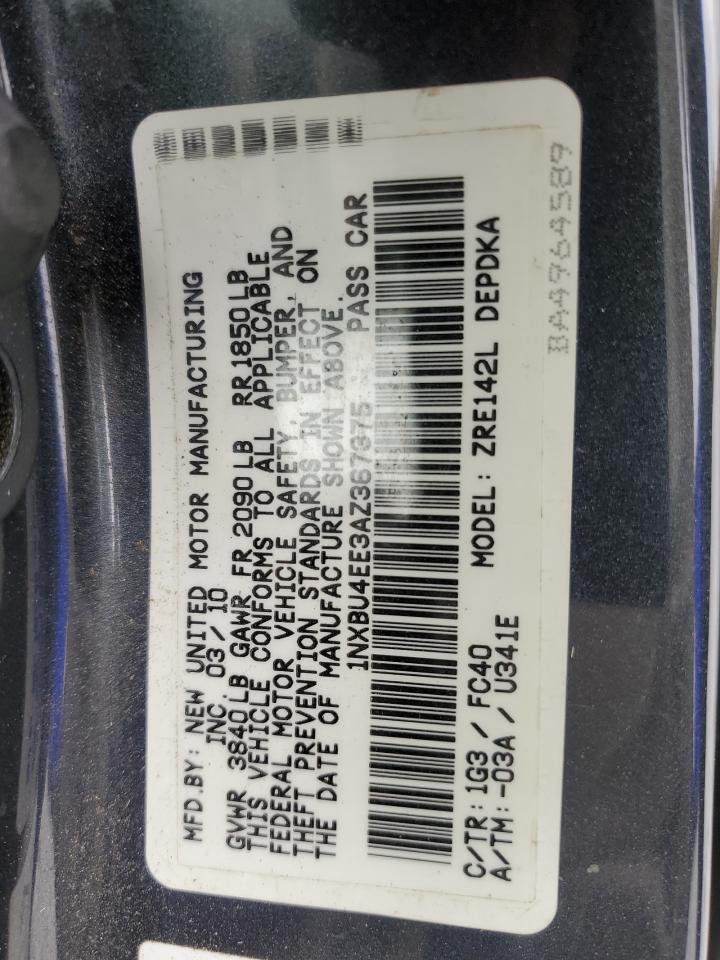 MFD.BY: NEW UNITED MOTOR MANUFACTURING
INC. 03/10
GVWR 3840LB GAWR FR 2090LB RR 1850LB
THIS VEHICLE CONFORMS TO ALL APPLICABLE
FEDERAL MOTOR VEHICLE SAFETY, BUMPER, AND
THEFT PREVENTION STANDARDS IN EFFECT ON
THE DATE OF MANUFACTURE SHOWN ABOVE.
1NXBU4EE3AZ367375 PASS CAR
C/TR: 1G3 / FC40 MODEL: ZRE142L DEPDKA
A/TM: -03A / U341E
BA49764589